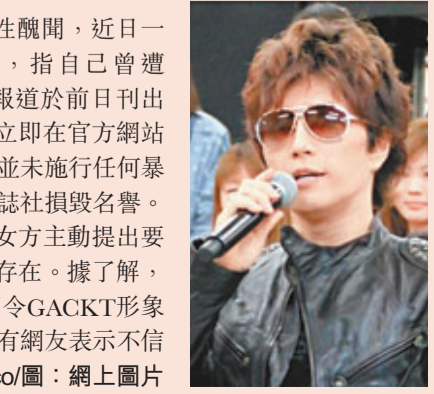 性醜聞，近日一
，指自己曾遭
報道於前日刊出
立即在官方網站
並未施行任何暴
誌社損毀名譽。
女方主動提出要
存在。據了解，
令GACKT形象
有網友表示不信
o/圖：網上圖片